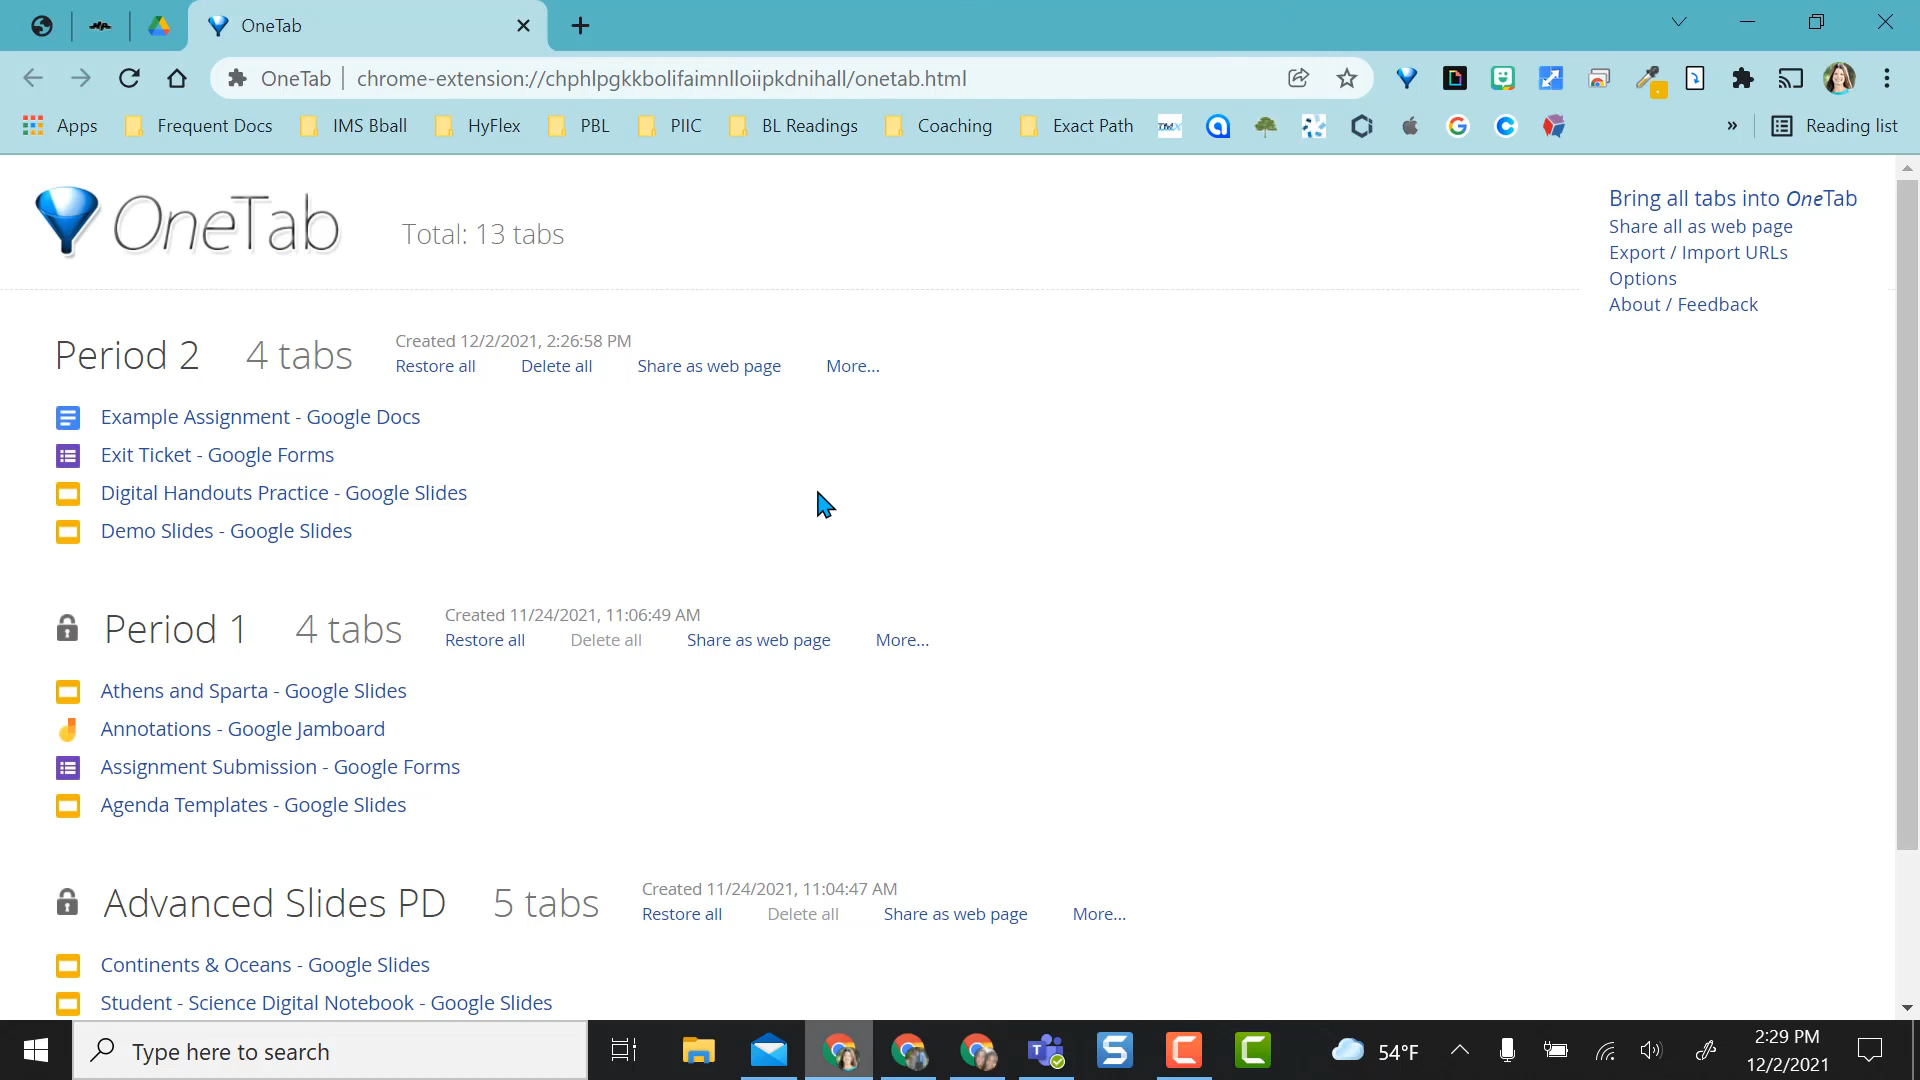 OneTab
OneTab chrome-extension://chphlpgkkbolifaimnlloiipkdnihall/onetab.html
Apps Frequent Docs IMS Bball HyFlex PBL PIIC BL Readings Coaching Exact Path TMX » Reading list
OneTab Total: 13 tabs
Bring all tabs into OneTab
Share all as web page
Export / Import URLs
Options
About / Feedback
Period 2 4 tabs Created 12/2/2021, 2:26:58 PM
Restore all Delete all Share as web page More...
Example Assignment - Google Docs
Exit Ticket - Google Forms
Digital Handouts Practice - Google Slides
Demo Slides - Google Slides
Period 1 4 tabs Created 11/24/2021, 11:06:49 AM
Restore all Delete all Share as web page More...
Athens and Sparta - Google Slides
Annotations - Google Jamboard
Assignment Submission - Google Forms
Agenda Templates - Google Slides
Advanced Slides PD 5 tabs Created 11/24/2021, 11:04:47 AM
Restore all Delete all Share as web page More...
Continents & Oceans - Google Slides
Student - Science Digital Notebook - Google Slides
Type here to search 54°F 2:29 PM
12/2/2021